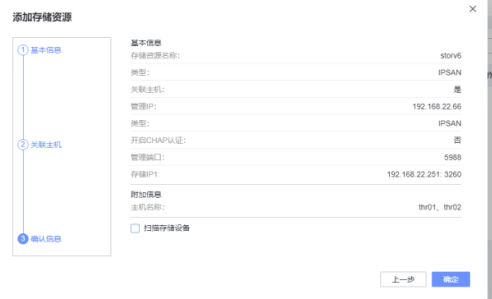 添加存储资源
1 基本信息
2 关联主机
3 确认信息
基本信息
存储资源名称: storv6
类型: IPSAN
关联主机: 是
管理IP: 192.168.22.66
类型: IPSAN
开启CHAP认证: 否
管理端口: 5988
存储IP1: 192.168.22.251: 3260
附加信息
主机名称: thr01, thr02
扫描存储设备
上一步 确定